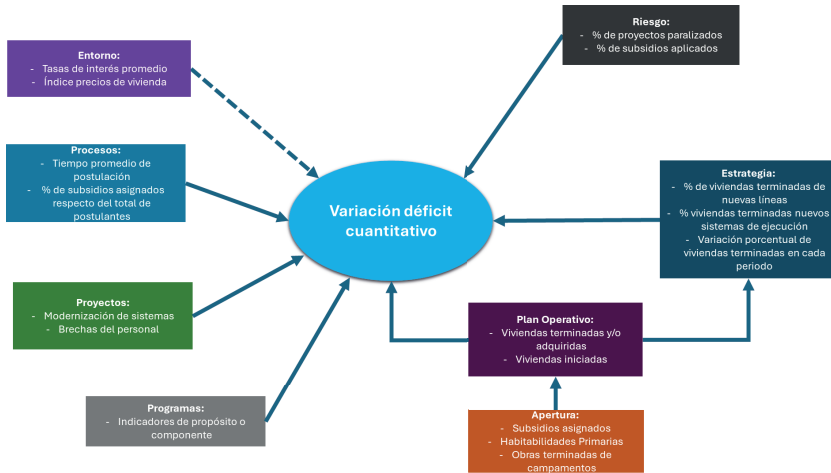 Riesgo:
- % de proyectos paralizados
- % de subsidios aplicados
Entorno:
- Tasas de interés promedio
- Índice precios de vivienda
Procesos:
- Tiempo promedio de
postulación
- % de subsidios asignados
respecto del total de
postulantes
Variación déficit
cuantitativo
Estrategia:
- % de viviendas terminadas de
nuevas líneas
- % viviendas terminadas nuevos
sistemas de ejecución
- Variación porcentual de
viviendas terminadas en cada
periodo
Proyectos:
- Modernización de sistemas
- Brechas del personal
Plan Operativo:
- Viviendas terminadas y/o
adquiridas
- Viviendas iniciadas
Programas:
- Indicadores de propósito o
componente
Apertura:
- Subsidios asignados
- Habitabilidades Primarias
- Obras terminadas de
campamentos